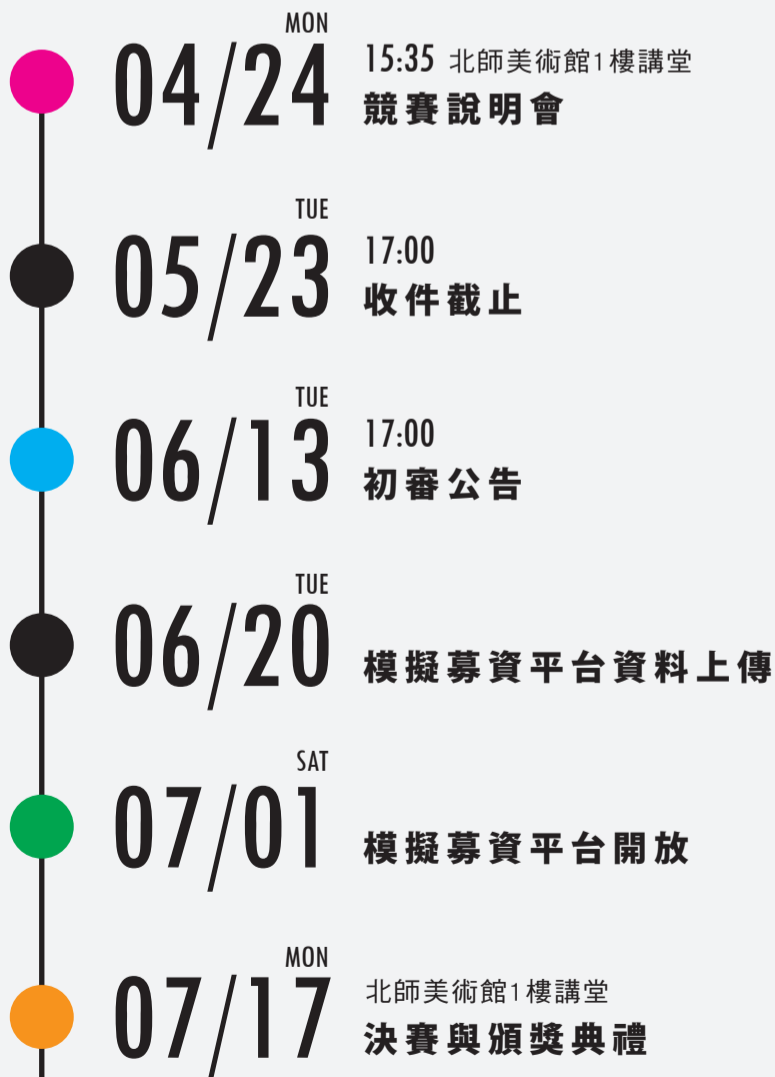 MON
04/24
15:35 北師美術館1樓講堂
競賽說明會
TUE
05/23
17:00
收件截止
TUE
06/13
17:00
初審公告
TUE
06/20
模擬募資平台資料上傳
SAT
07/01
模擬募資平台開放
MON
07/17
北師美術館1樓講堂
決賽與頒獎典禮